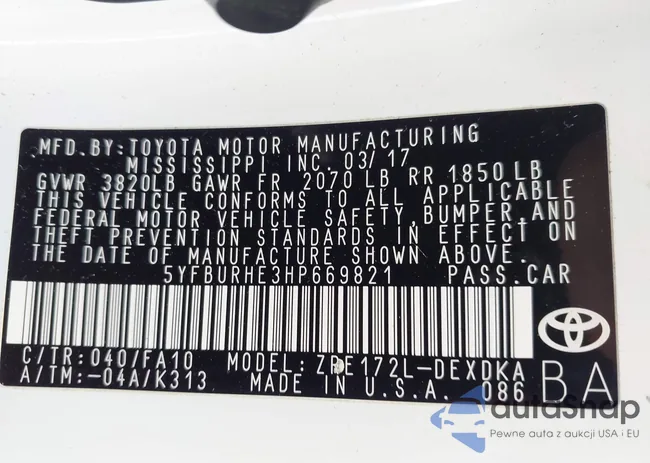 MFD.BY:TOYOTA MOTOR MANUFACTURING
MISSISSIPPI INC 03/17
GVWR 3820LB GAWR FR 2070 LB RR 1850 LB
THIS VEHICLE CONFORMS TO ALL APPLICABLE
FEDERAL MOTOR VEHICLE SAFETY, BUMPER, AND
THEFT PREVENTION STANDARDS IN EFFECT ON
THE DATE OF MANUFACTURE SHOWN ABOVE.
5YFBURHE3HP669821 PASS.CAR
C/TR:040/FA10 MODEL:ZRE172L-DEXDKA
A/TM:-04A/K313 MADE IN U.S.A. 086 BA
autasnap
Pewne auta z aukcji USA i EU